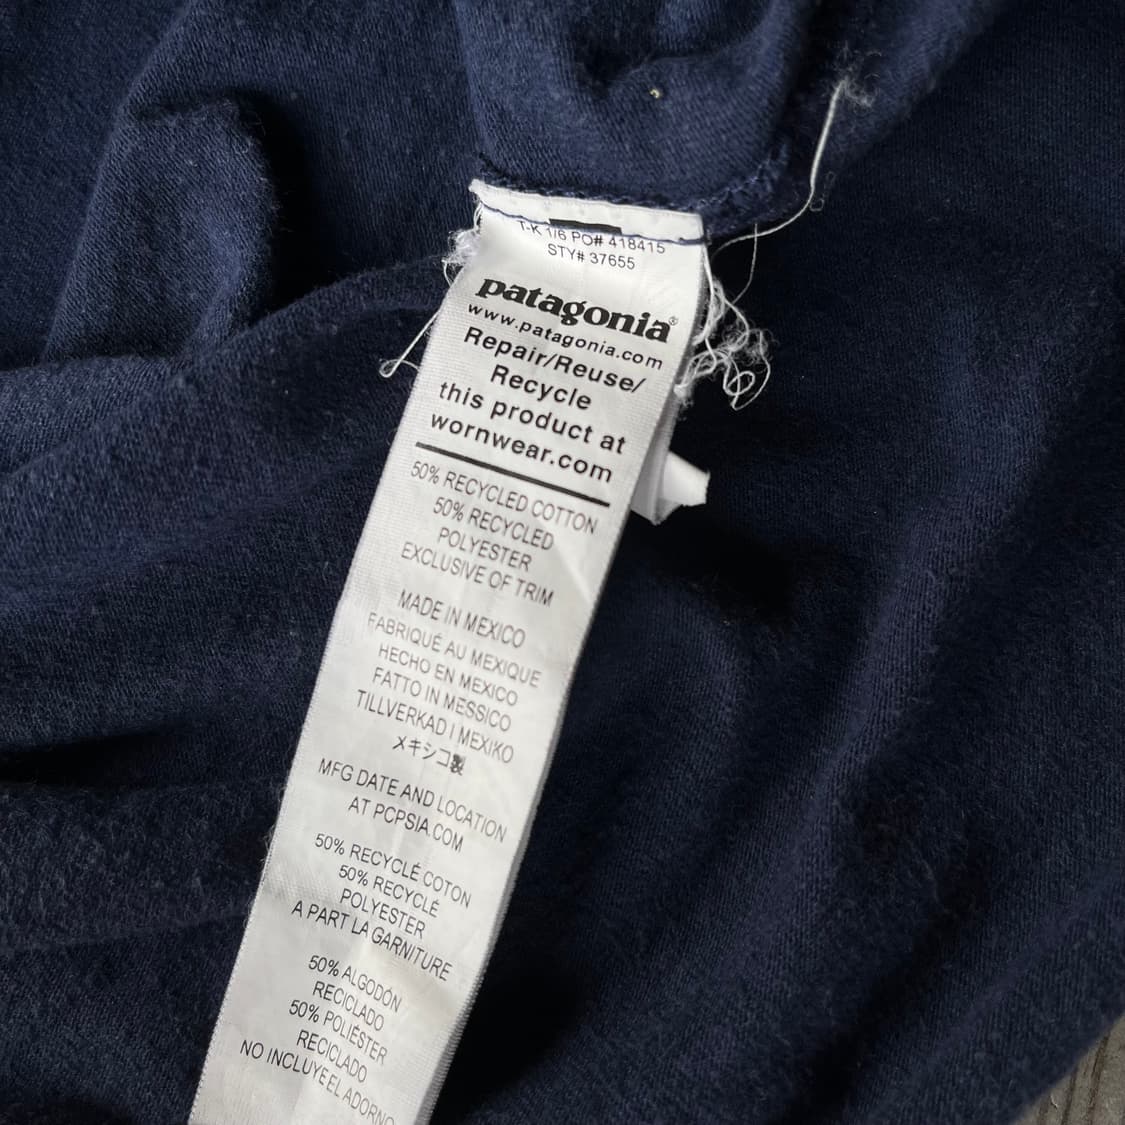 T-K 1/6 PO# 418415
STY# 37655
patagonia®
www.patagonia.com
Repair/Reuse/
Recycle
this product at
wornwear.com
50% RECYCLED COTTON
50% RECYCLED
POLYESTER
EXCLUSIVE OF TRIM
MADE IN MEXICO
FABRIQUÉ AU MEXIQUE
HECHO EN MEXICO
FATTO IN MESSICO
TILLVERKAD I MEXIKO
メキシコ製
MFG DATE AND LOCATION
AT PCPSIA.COM
50% RECYCLÉ COTON
50% RECYCLÉ
POLYESTER
A PART LA GARNITURE
50% ALGODÓN
RECICLADO
50% POLIÉSTER
RECICLADO
NO INCLUYE EL ADORNO